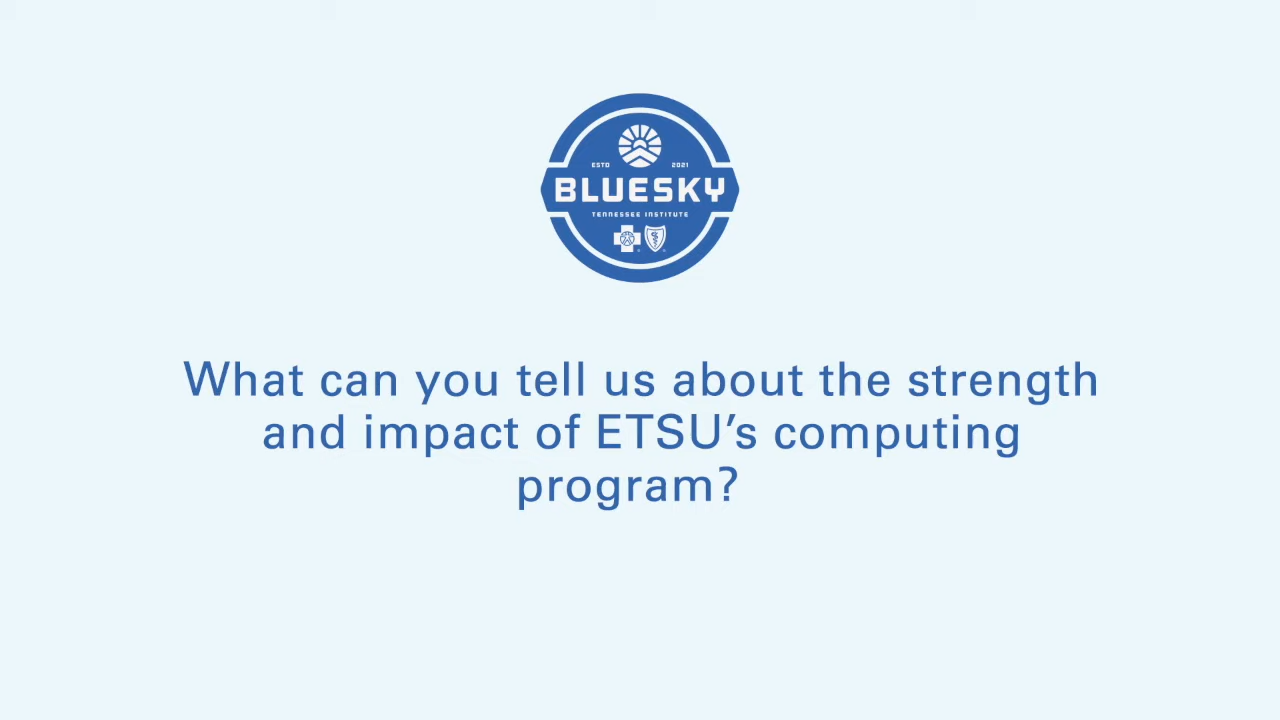 ESTD 2021
BLUESKY
TENNESSEE INSTITUTE
What can you tell us about the strength
and impact of ETSU’s computing
program?